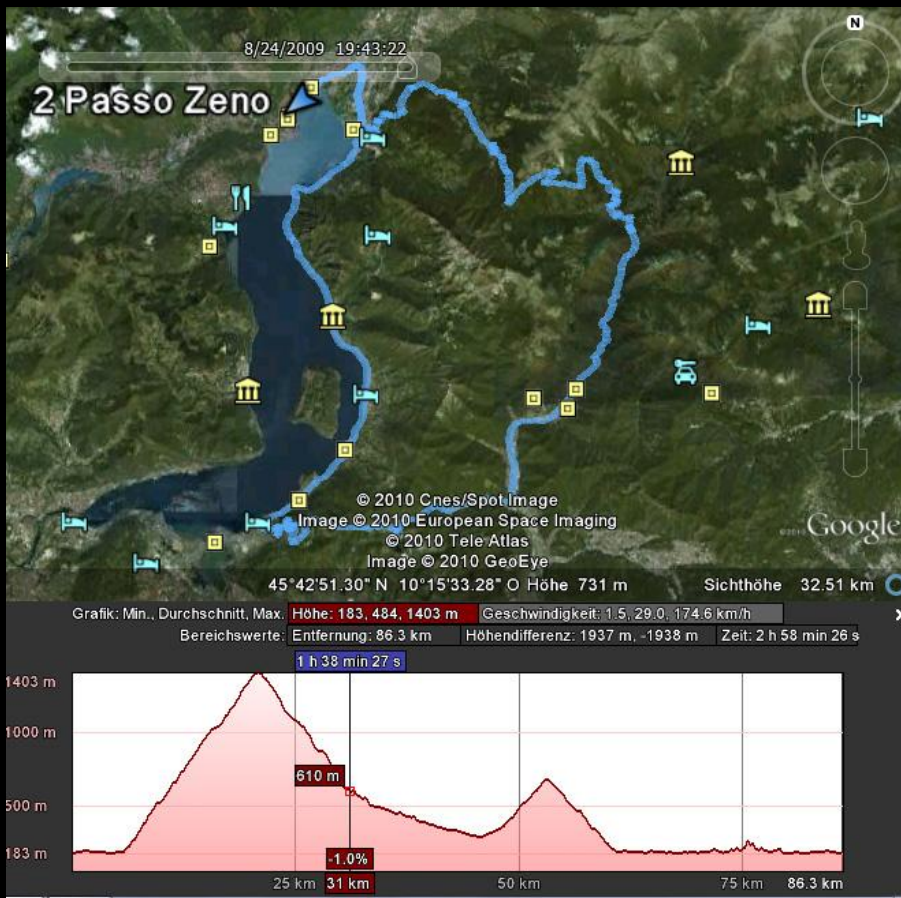 N
8/24/2009 19:43:22
2 Passo Zeno
© 2010 Cnes/Spot Image
Image © 2010 European Space Imaging
© 2010 Tele Atlas
Image © 2010 GeoEye
©2010 Google
45°42'51.30" N 10°15'33.28" O Höhe 731 m Sichthöhe 32.51 km
Grafik: Min., Durchschnitt, Max. Höhe: 183, 484, 1403 m Geschwindigkeit: 1.5, 29.0, 174.6 km/h x
Bereichswerte: Entfernung: 86.3 km Höhendifferenz: 1937 m, -1938 m Zeit: 2 h 58 min 26 s
1 h 38 min 27 s
1403 m
1000 m
610 m
500 m
183 m
-1.0%
25 km 31 km 50 km 75 km 86.3 km